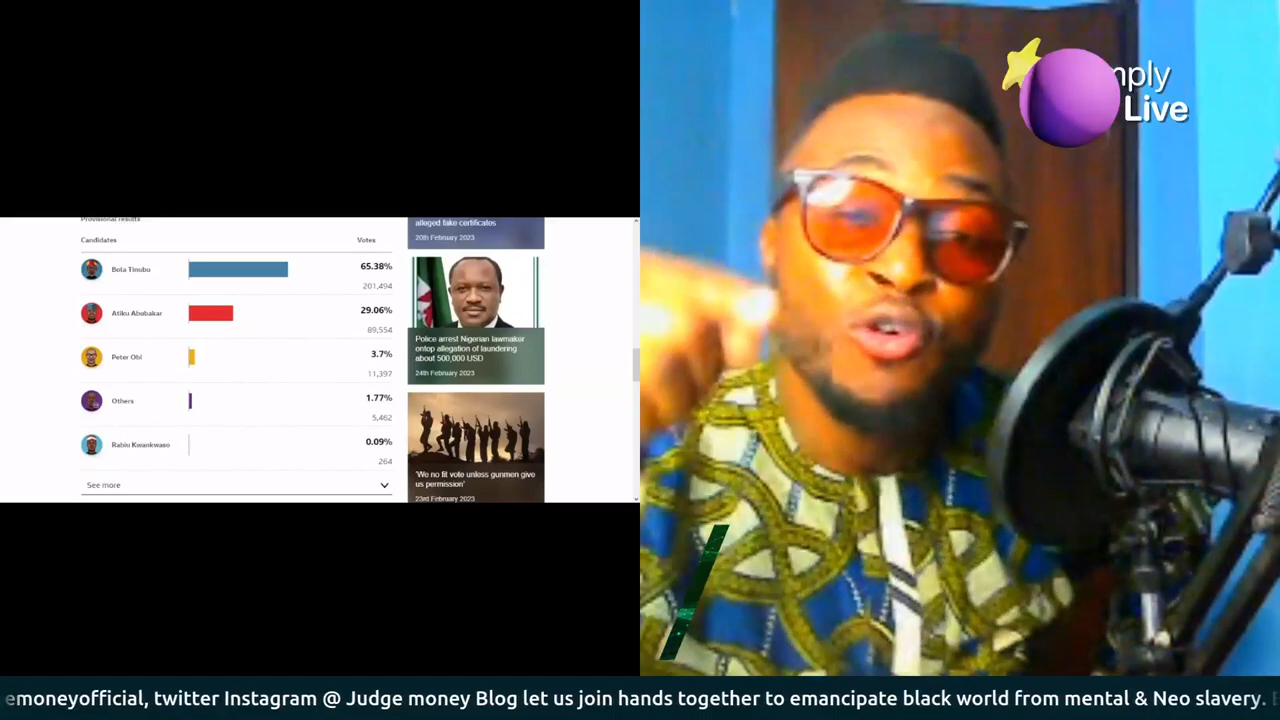 Provisional results
Candidates
Votes
Bola Tinubu
65.38%
201,494
Atiku Abubakar
29.06%
89,554
Peter Obi
3.7%
11,397
Others
1.77%
5,462
Rabiu Kwankwaso
0.09%
264
See more
alleged fake certificates
20th February 2023
Police arrest Nigerian lawmaker
ontop allegation of laundering
about 500,000 USD
24th February 2023
'We no fit vote unless gunmen give
us permission'
23rd February 2023
Live
emoneyofficial, twitter Instagram @ Judge money Blog let us join hands together to emancipate black world from mental & Neo slavery.